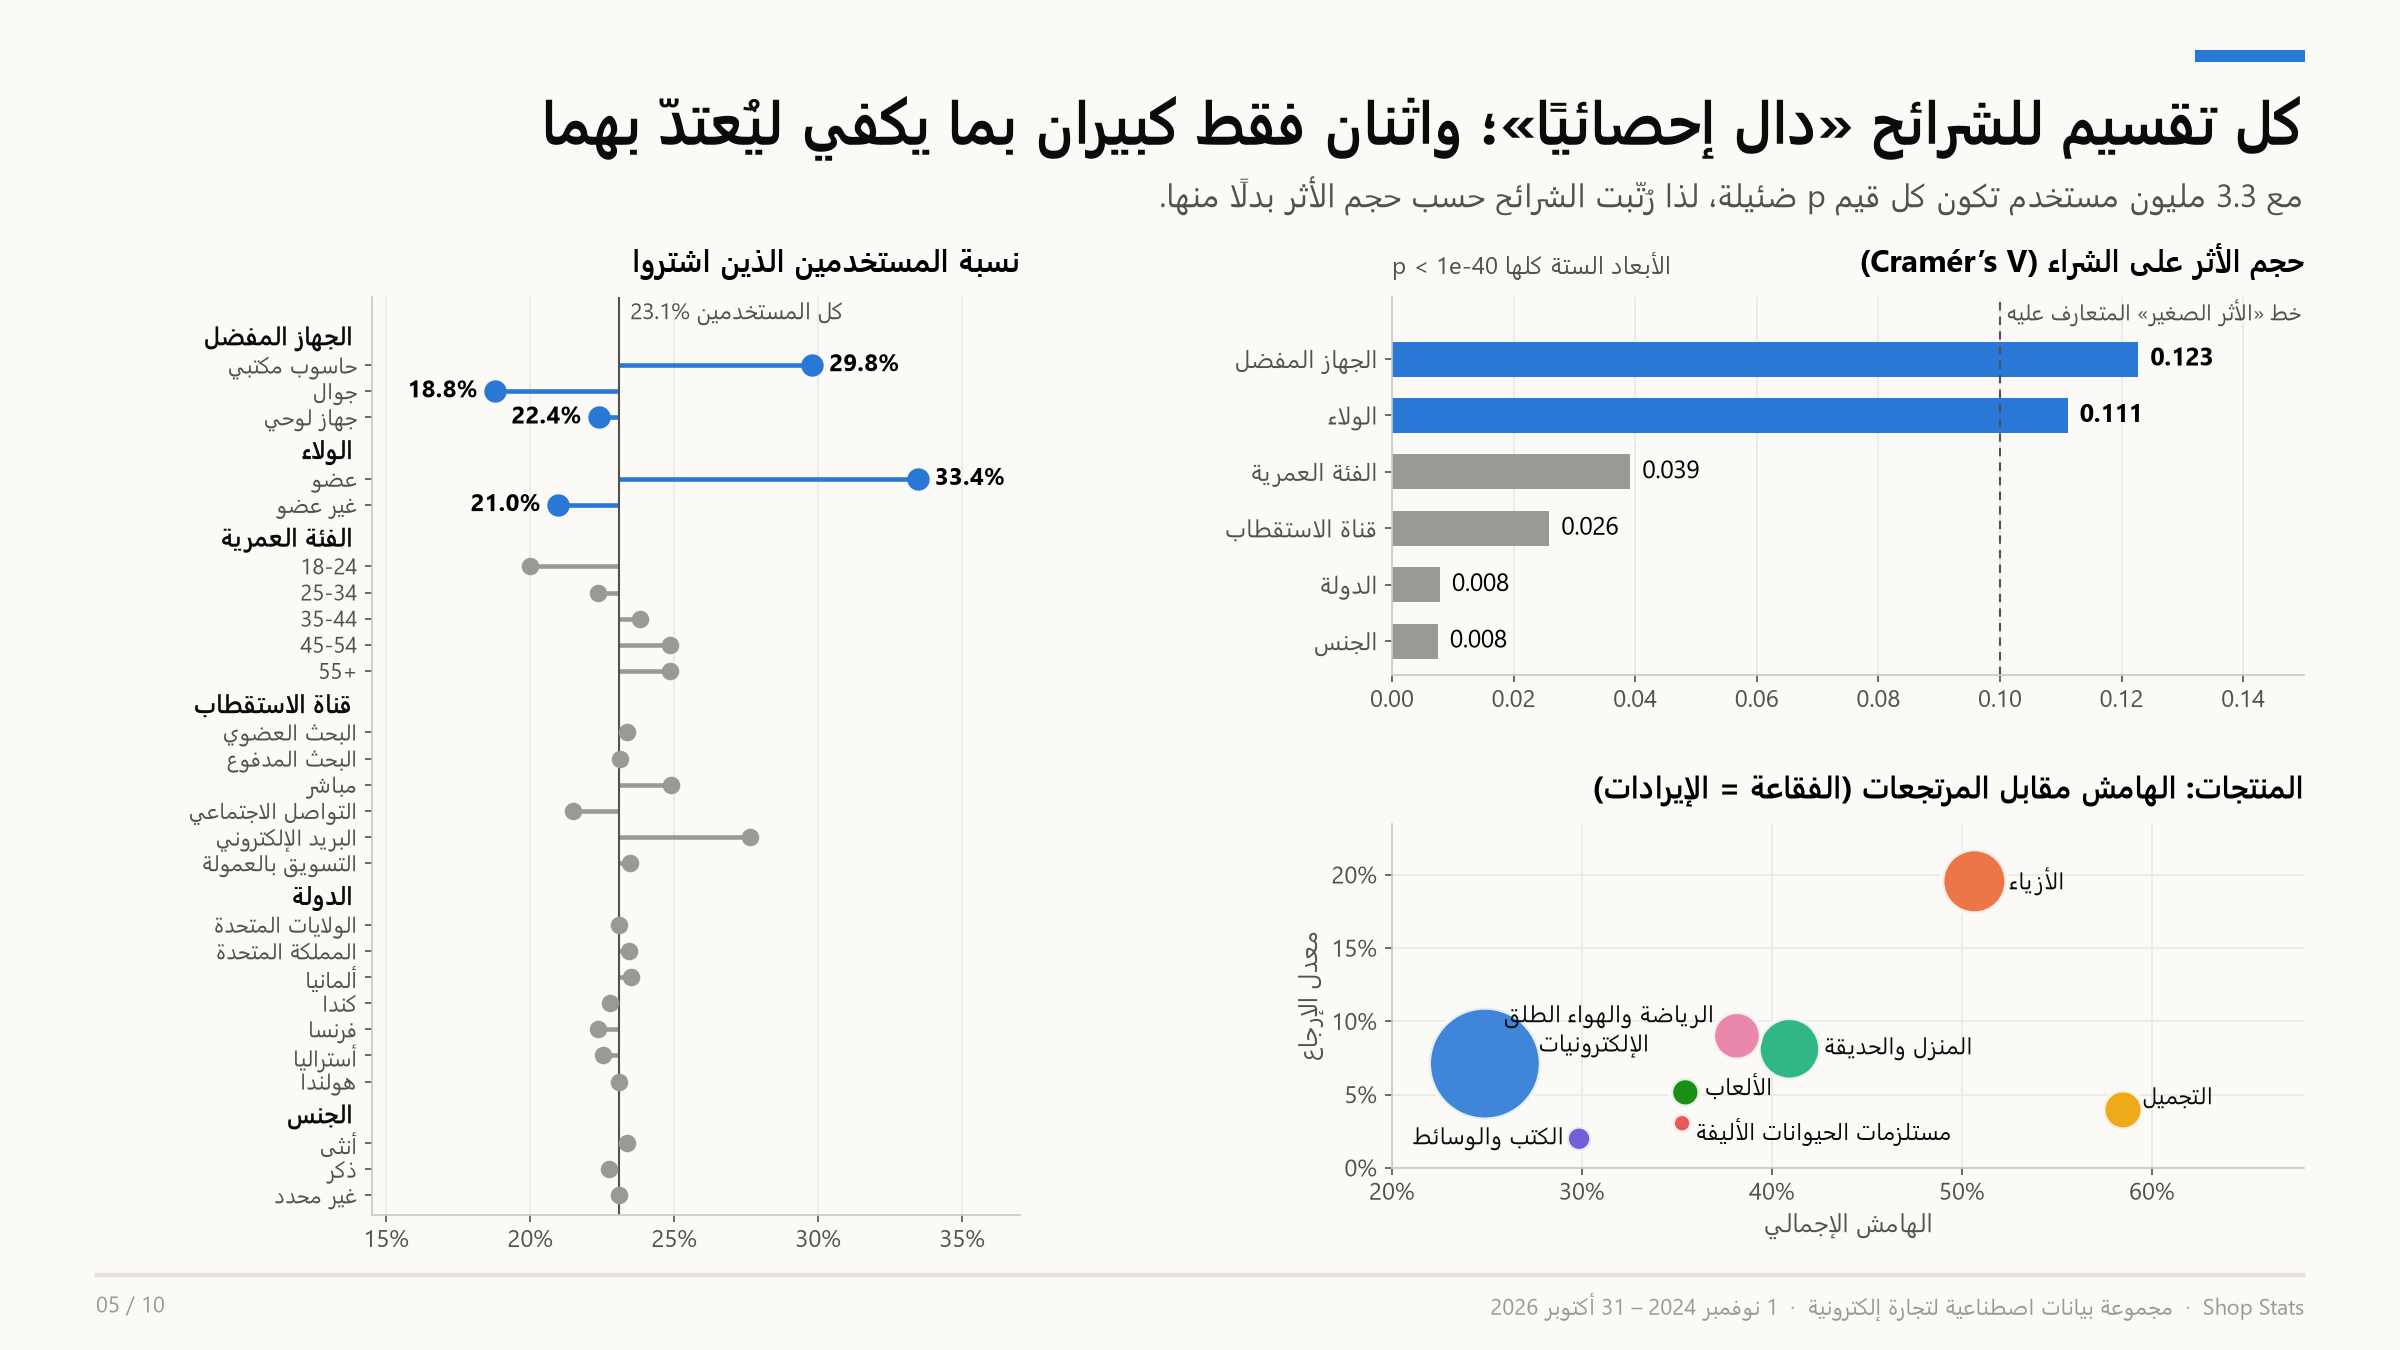 كل تقسيم للشرائح «دال إحصائيًا»؛ واثنان فقط كبيران بما يكفي ليُعتدّ بهما
مع 3.3 مليون مستخدم تكون كل قيم p ضئيلة، لذا رُتّبت الشرائح حسب حجم الأثر بدلًا منها.
حجم الأثر على الشراء (Cramér’s V)
الأبعاد الستة كلها p < 1e-40
خط «الأثر الصغير» المتعارف عليه
الجهاز المفضل 0.123
الولاء 0.111
الفئة العمرية 0.039
قناة الاستقطاب 0.026
الدولة 0.008
الجنس 0.008
0.00 0.02 0.04 0.06 0.08 0.10 0.12 0.14
المنتجات: الهامش مقابل المرتجعات (الفقاعة = الإيرادات)
معدل الإرجاع
20%
15%
10%
5%
0%
الأزياء
الرياضة والهواء الطلق
الإلكترونيات
المنزل والحديقة
الألعاب
التجميل
مستلزمات الحيوانات الأليفة
الكتب والوسائط
20% 30% 40% 50% 60%
الهامش الإجمالي
نسبة المستخدمين الذين اشتروا
كل المستخدمين 23.1%
الجهاز المفضل
حاسوب مكتبي 29.8%
جوال 18.8%
جهاز لوحي 22.4%
الولاء
عضو 33.4%
غير عضو 21.0%
الفئة العمرية
18-24
25-34
35-44
45-54
55+
قناة الاستقطاب
البحث العضوي
البحث المدفوع
مباشر
التواصل الاجتماعي
البريد الإلكتروني
التسويق بالعمولة
الدولة
الولايات المتحدة
المملكة المتحدة
ألمانيا
كندا
فرنسا
أستراليا
هولندا
الجنس
أنثى
ذكر
غير محدد
15% 20% 25% 30% 35%
Shop Stats · مجموعة بيانات اصطناعية لتجارة إلكترونية · 1 نوفمبر 2024 – 31 أكتوبر 2026
05 / 10